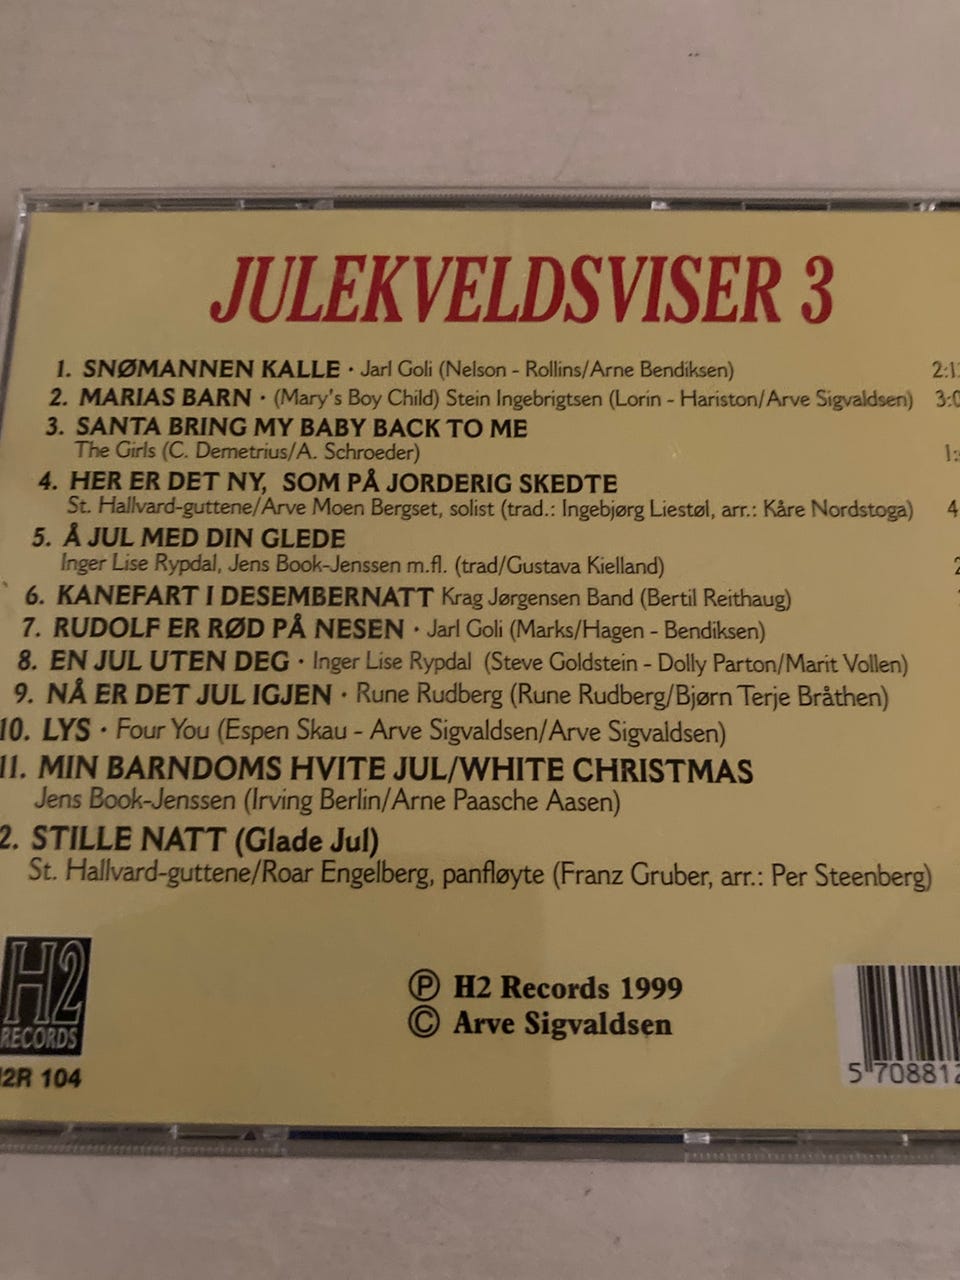 JULEKVELDSVISER 3
1. SNØMANNEN KALLE · Jarl Goli (Nelson - Rollins/Arne Bendiksen)
2. MARIAS BARN · (Mary's Boy Child) Stein Ingebrigtsen (Lorin - Hariston/Arve Sigvaldsen)
3. SANTA BRING MY BABY BACK TO ME
The Girls (C. Demetrius/A. Schroeder)
4. HER ER DET NY, SOM PÅ JORDERIG SKEDTE
St. Hallvard-guttene/Arve Moen Bergset, solist (trad.: Ingebjørg Liestøl, arr.: Kåre Nordstoga)
5. Å JUL MED DIN GLEDE
Inger Lise Rypdal, Jens Book-Jenssen m.fl. (trad/Gustava Kielland)
6. KANEFART I DESEMBERNATT Krag Jørgensen Band (Bertil Reithaug)
7. RUDOLF ER RØD PÅ NESEN · Jarl Goli (Marks/Hagen - Bendiksen)
8. EN JUL UTEN DEG · Inger Lise Rypdal (Steve Goldstein - Dolly Parton/Marit Vollen)
9. NÅ ER DET JUL IGJEN · Rune Rudberg (Rune Rudberg/Bjørn Terje Bråthen)
10. LYS · Four You (Espen Skau - Arve Sigvaldsen/Arve Sigvaldsen)
11. MIN BARNDOMS HVITE JUL/WHITE CHRISTMAS
Jens Book-Jenssen (Irving Berlin/Arne Paasche Aasen)
2. STILLE NATT (Glade Jul)
St. Hallvard-guttene/Roar Engelberg, panfløyte (Franz Gruber, arr.: Per Steenberg)
H2
RECORDS
2R 104
℗ H2 Records 1999
© Arve Sigvaldsen
5 708812